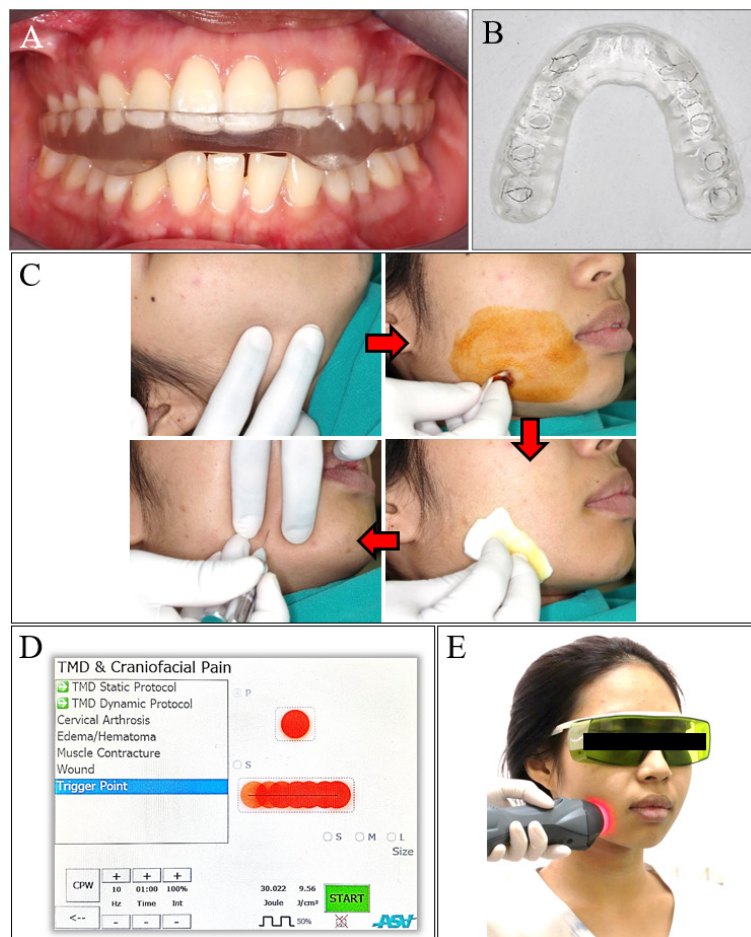 A
B
C
D
TMD & Craniofacial Pain
TMD Static Protocol
TMD Dynamic Protocol
Cervical Arthrosis
Edema/Hematoma
Muscle Contracture
Wound
Trigger Point
P
S
S M L
Size
CPW
+ + +
10 01:00 100%
Hz Time Int
- - -
<--
30.022 9.56
Joule J/cm²
START
50%
ASA
E